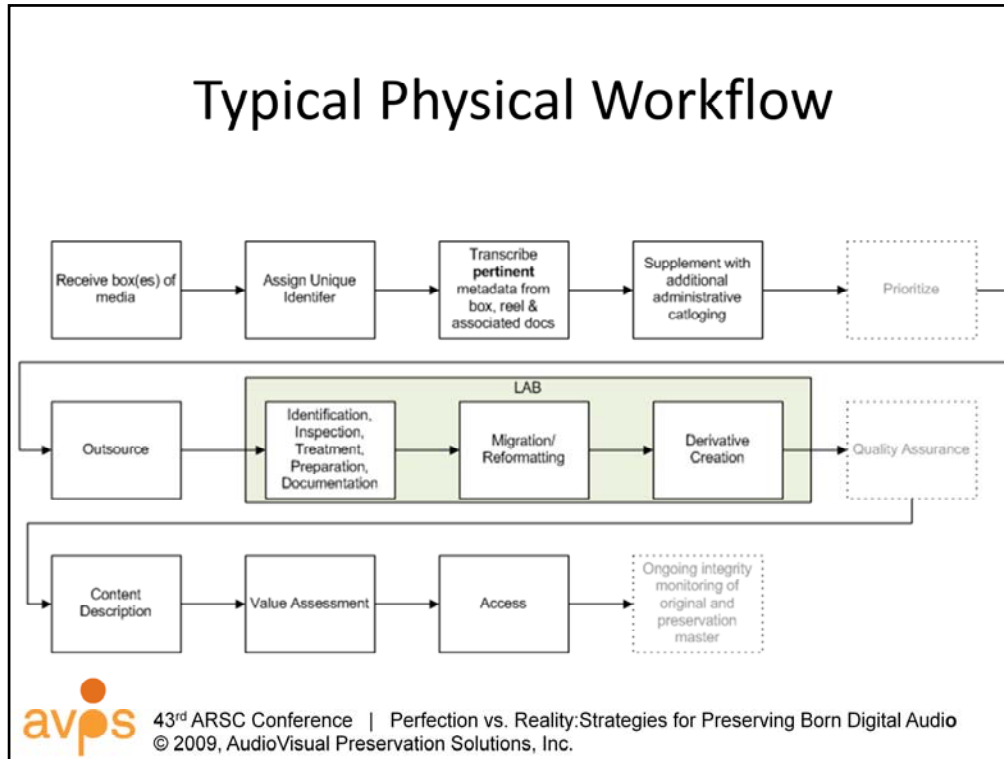 Typical Physical Workflow
Receive box(es) of
media
Assign Unique
Identifer
Transcribe
pertinent
metadata from
box, reel &
associated docs
Supplement with
additional
administrative
catloging
Prioritize
LAB
Outsource
Identification,
Inspection,
Treatment,
Preparation,
Documentation
Migration/
Reformatting
Derivative
Creation
Quality Assurance
Content
Description
Value Assessment
Access
Ongoing integrity
monitoring of
original and
preservation
master
avps
43rd ARSC Conference | Perfection vs. Reality:Strategies for Preserving Born Digital Audio
© 2009, AudioVisual Preservation Solutions, Inc.